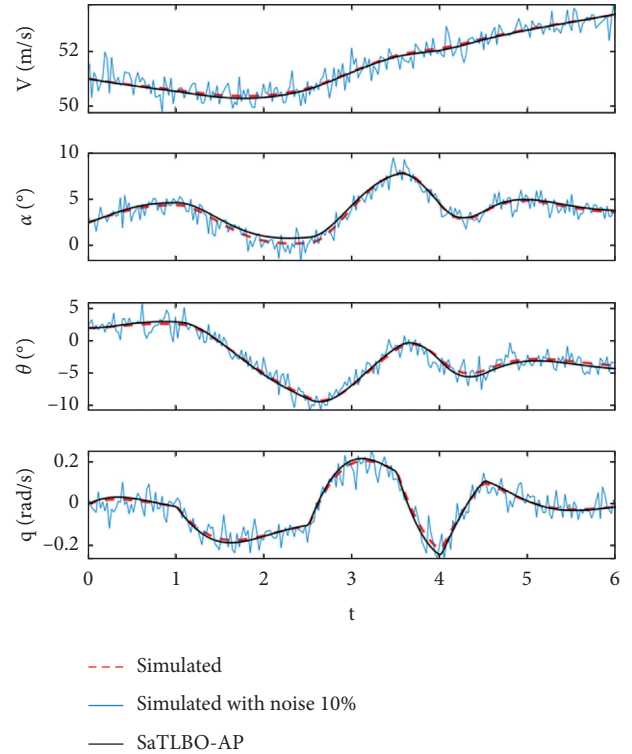 V (m/s)
52
50
α (°)
10
5
0
θ (°)
5
0
−5
−10
q (rad/s)
0.2
0
−0.2
0 1 2 3 4 5 6
t
Simulated
Simulated with noise 10%
SaTLBO-AP